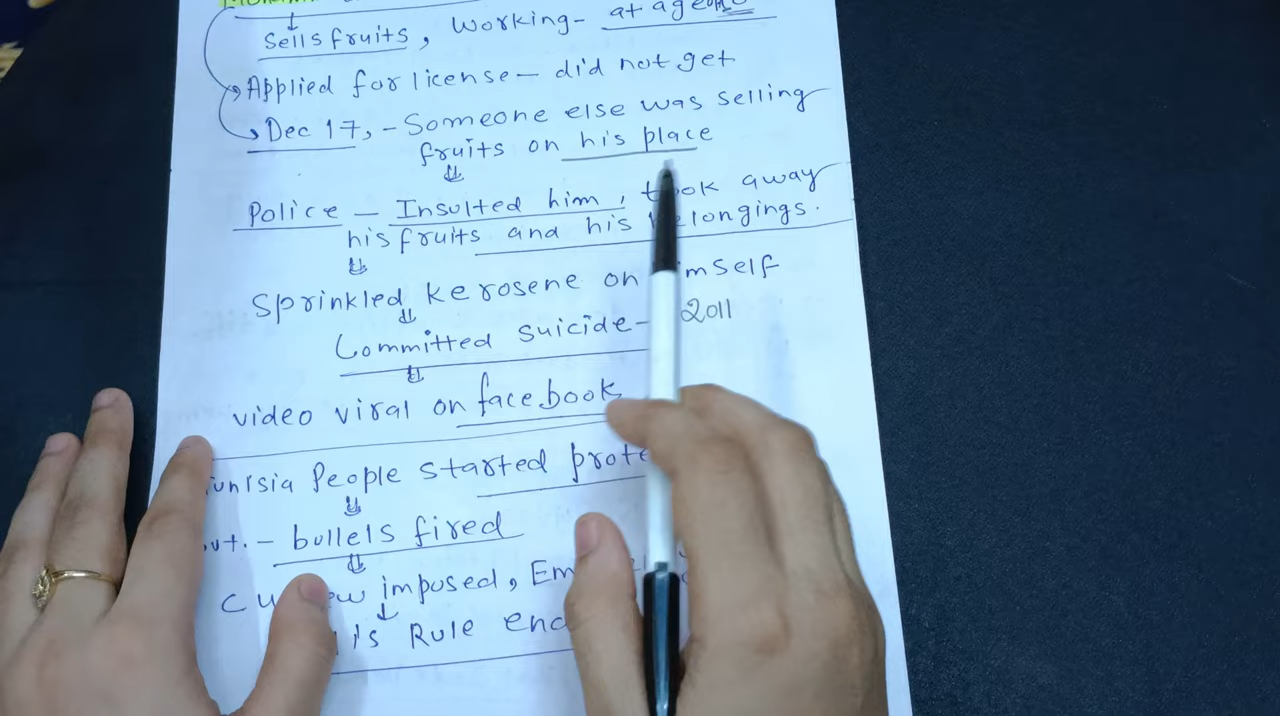 sells fruits, Working- at age
Applied for license- did not get
Dec 17, - Someone else was selling
fruits on his place
Police - Insulted him, took away
his fruits and his belongings.
Sprinkled kerosene on
Committed suicide- 2011
video viral on facebook
People started
- bullets fired
imposed,
Rule